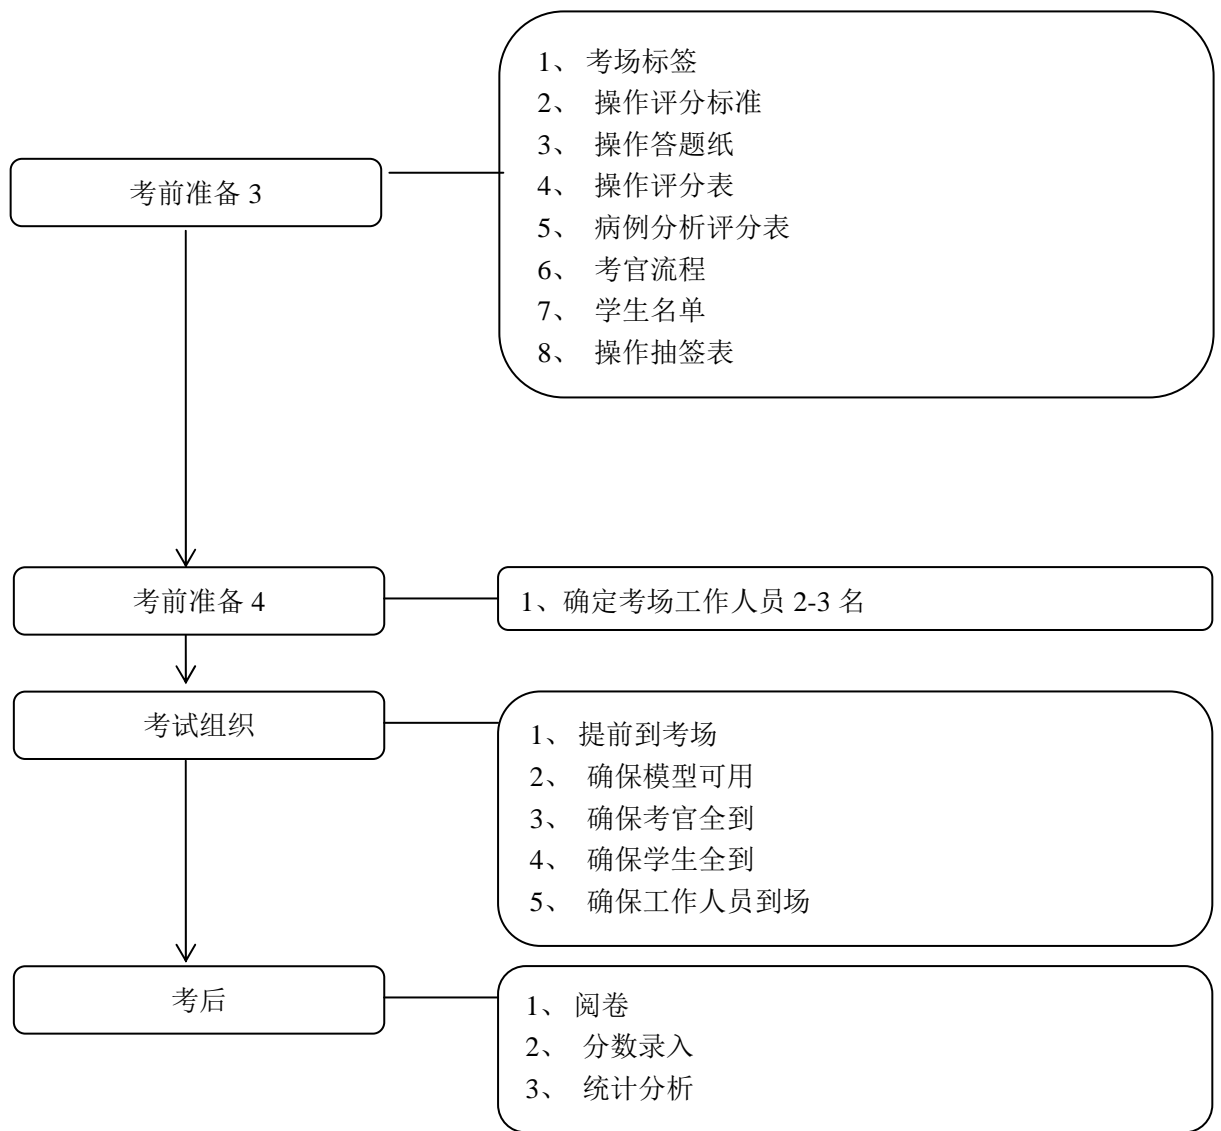 考前准备 3
1、 考场标签
2、 操作评分标准
3、 操作答题纸
4、 操作评分表
5、 病例分析评分表
6、 考官流程
7、 学生名单
8、 操作抽签表
考前准备 4
1、确定考场工作人员 2-3 名
考试组织
1、 提前到考场
2、 确保模型可用
3、 确保考官全到
4、 确保学生全到
5、 确保工作人员到场
考后
1、 阅卷
2、 分数录入
3、 统计分析